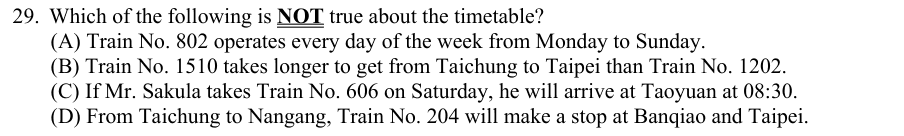 29. Which of the following is NOT true about the timetable?
(A) Train No. 802 operates every day of the week from Monday to Sunday.
(B) Train No. 1510 takes longer to get from Taichung to Taipei than Train No. 1202.
(C) If Mr. Sakula takes Train No. 606 on Saturday, he will arrive at Taoyuan at 08:30.
(D) From Taichung to Nangang, Train No. 204 will make a stop at Banqiao and Taipei.